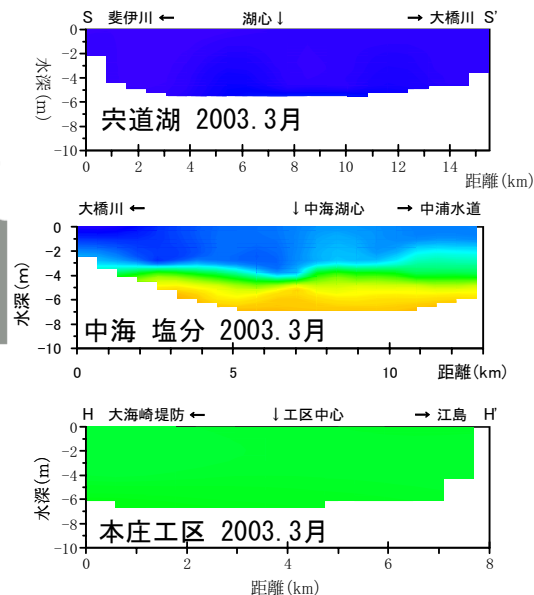 S 斐伊川 ← 湖心↓ → 大橋川 S'
0
-2
-4
-6
-8
-10
水深(m)
宍道湖 2003.3月
0 2 4 6 8 10 12 14
距離(km)
大橋川 ← ↓中海湖心 → 中浦水道
0
-2
-4
-6
-8
-10
水深(m)
中海 塩分 2003.3月
0 5 10 距離(km)
H 大海崎堤防 ← ↓工区中心 → 江島 H'
0
-2
-4
-6
-8
-10
水深(m)
本庄工区 2003.3月
0 2 4 6 8
距離(km)